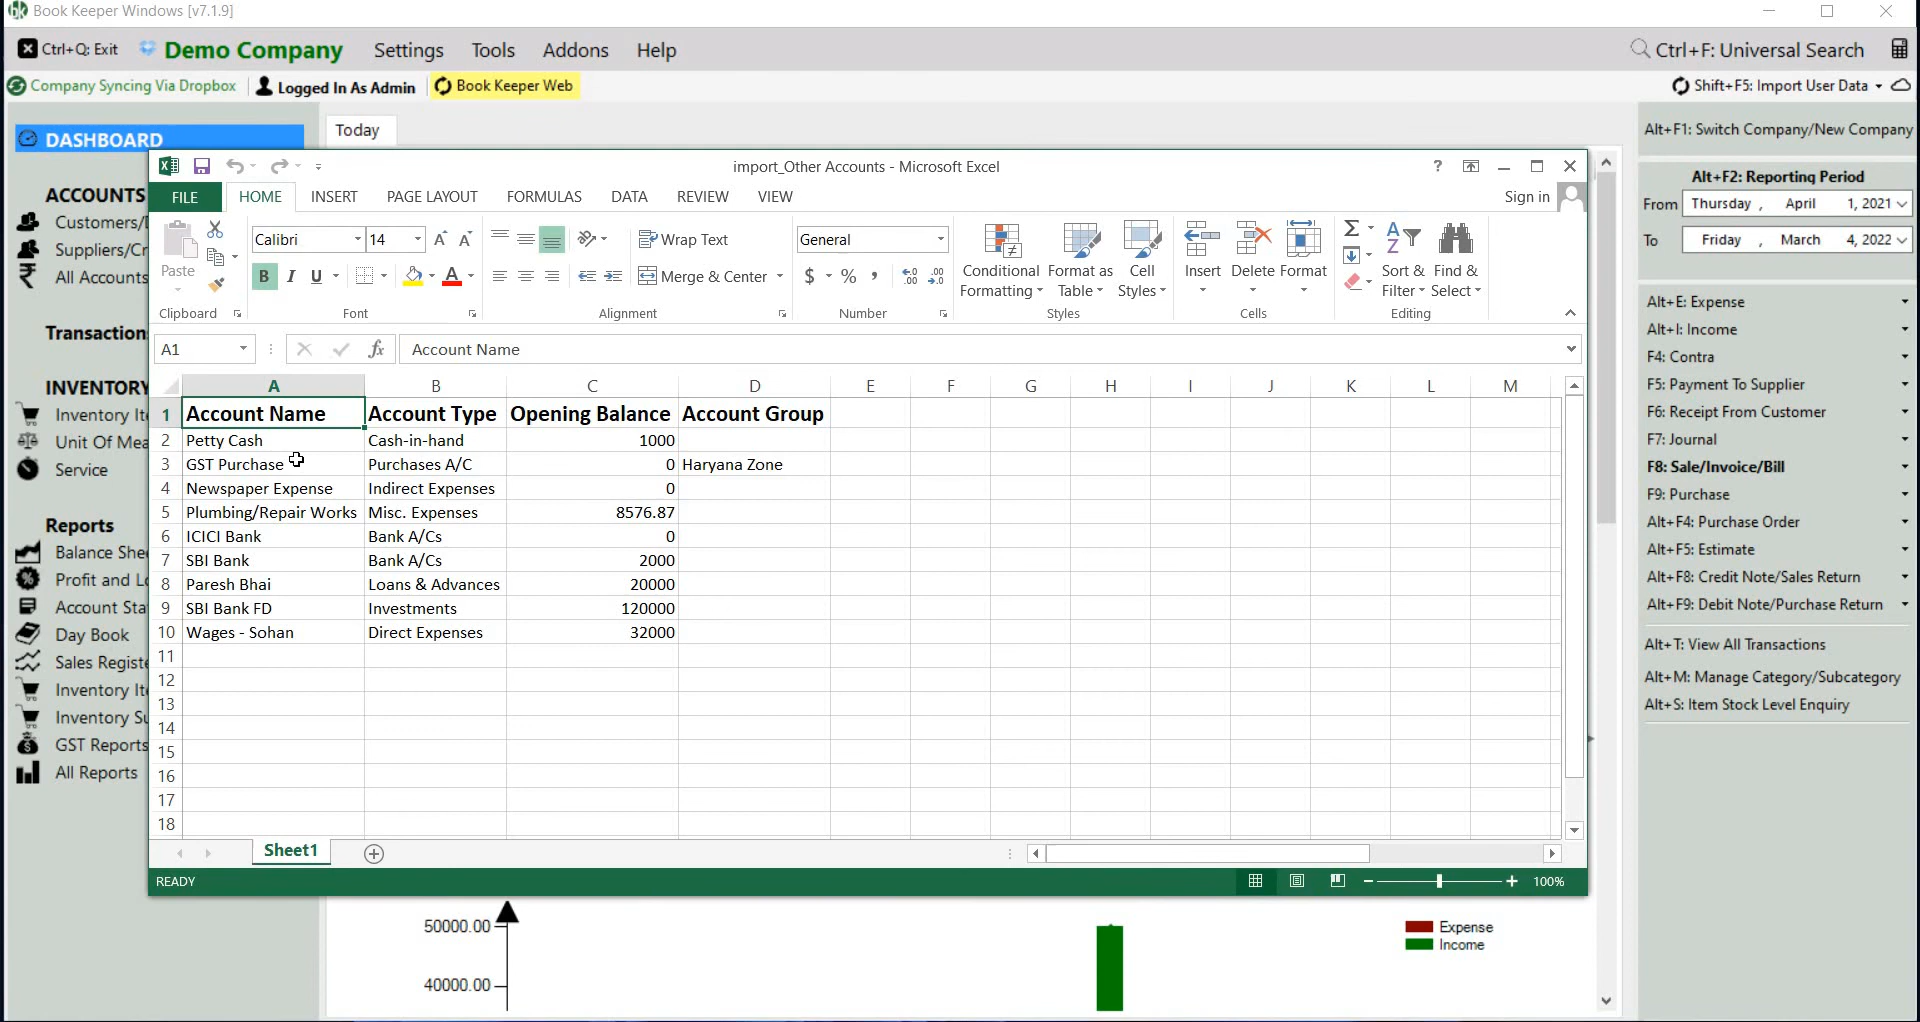 Book Keeper Windows [v7.1.9]
Ctrl+Q: Exit Demo Company Settings Tools Addons Help Ctrl+F: Universal Search
Company Syncing Via Dropbox Logged In As Admin Book Keeper Web Shift+F5: Import User Data
DASHBOARD
ACCOUNTS
Customers/
Suppliers/Cr
All Accounts
Transaction
INVENTORY
Inventory It
Unit Of Mea
Service
Reports
Balance She
Profit and Lo
Account Sta
Day Book
Sales Registe
Inventory Ite
Inventory Su
GST Reports
All Reports
Today
import_Other Accounts - Microsoft Excel
?
FILE HOME INSERT PAGE LAYOUT FORMULAS DATA REVIEW VIEW Sign in
Paste
Clipboard
Calibri 14
B I U
Font
Wrap Text
Merge & Center
Alignment
General
$ % ,
Number
Conditional Formatting
Format as Table
Cell Styles
Styles
Insert Delete Format
Cells
Sort & Filter
Find & Select
Editing
A1 fx Account Name
A B C D E F G H I J K L M
1 Account Name Account Type Opening Balance Account Group
2 Petty Cash Cash-in-hand 1000
3 GST Purchase Purchases A/C 0 Haryana Zone
4 Newspaper Expense Indirect Expenses 0
5 Plumbing/Repair Works Misc. Expenses 8576.87
6 ICICI Bank Bank A/Cs 0
7 SBI Bank Bank A/Cs 2000
8 Paresh Bhai Loans & Advances 20000
9 SBI Bank FD Investments 120000
10 Wages - Sohan Direct Expenses 32000
11
12
13
14
15
16
17
18
Sheet1
READY 100%
50000.00
40000.00
Expense
Income
Alt+F1: Switch Company/New Company
Alt+F2: Reporting Period
From Thursday , April 1, 2021
To Friday , March 4, 2022
Alt+E: Expense
Alt+I: Income
F4: Contra
F5: Payment To Supplier
F6: Receipt From Customer
F7: Journal
F8: Sale/Invoice/Bill
F9: Purchase
Alt+F4: Purchase Order
Alt+F5: Estimate
Alt+F8: Credit Note/Sales Return
Alt+F9: Debit Note/Purchase Return
Alt+T: View All Transactions
Alt+M: Manage Category/Subcategory
Alt+S: Item Stock Level Enquiry